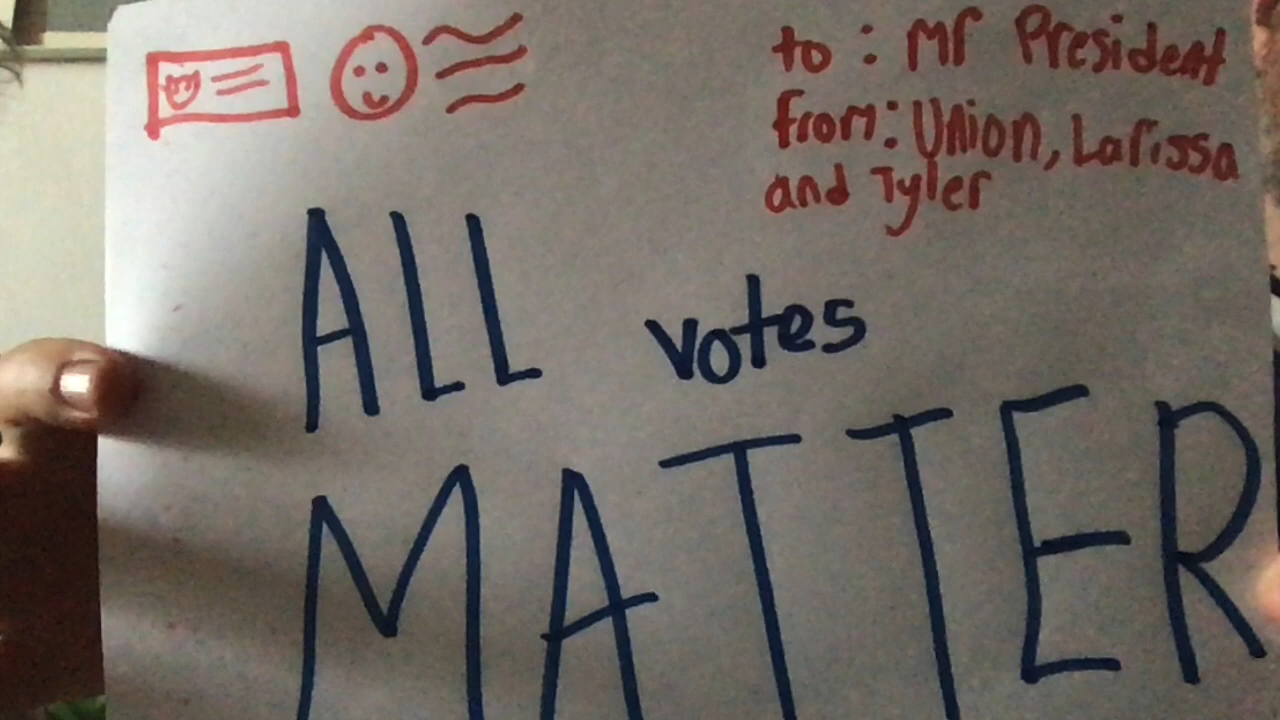 to: Mr President
from: Union, Larissa
and Tyler
ALL votes
MATTER